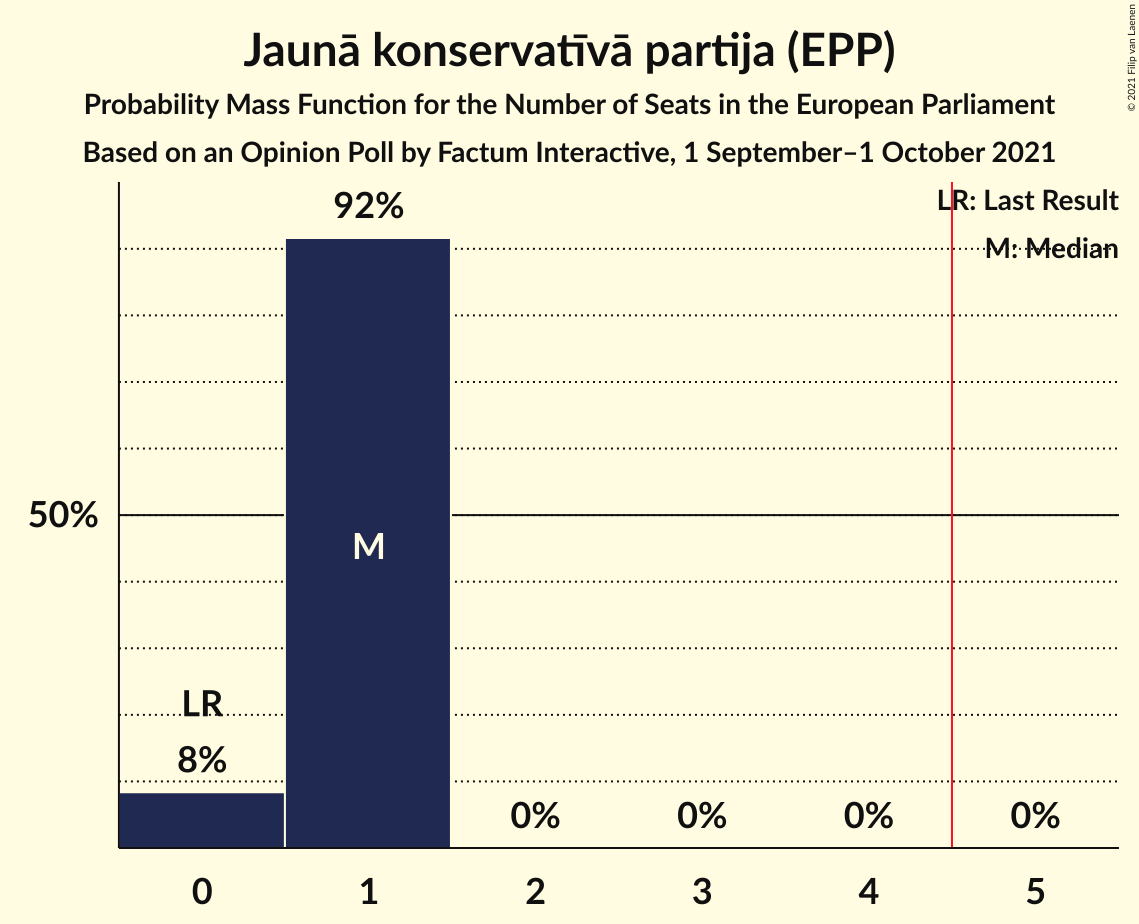 Jaunā konservatīvā partija (EPP)
Probability Mass Function for the Number of Seats in the European Parliament
Based on an Opinion Poll by Factum Interactive, 1 September–1 October 2021
© 2021 Filip van Laenen
LR: Last Result
M: Median
92%
50%
M
LR
8%
0%
0%
0%
0%
0 1 2 3 4 5